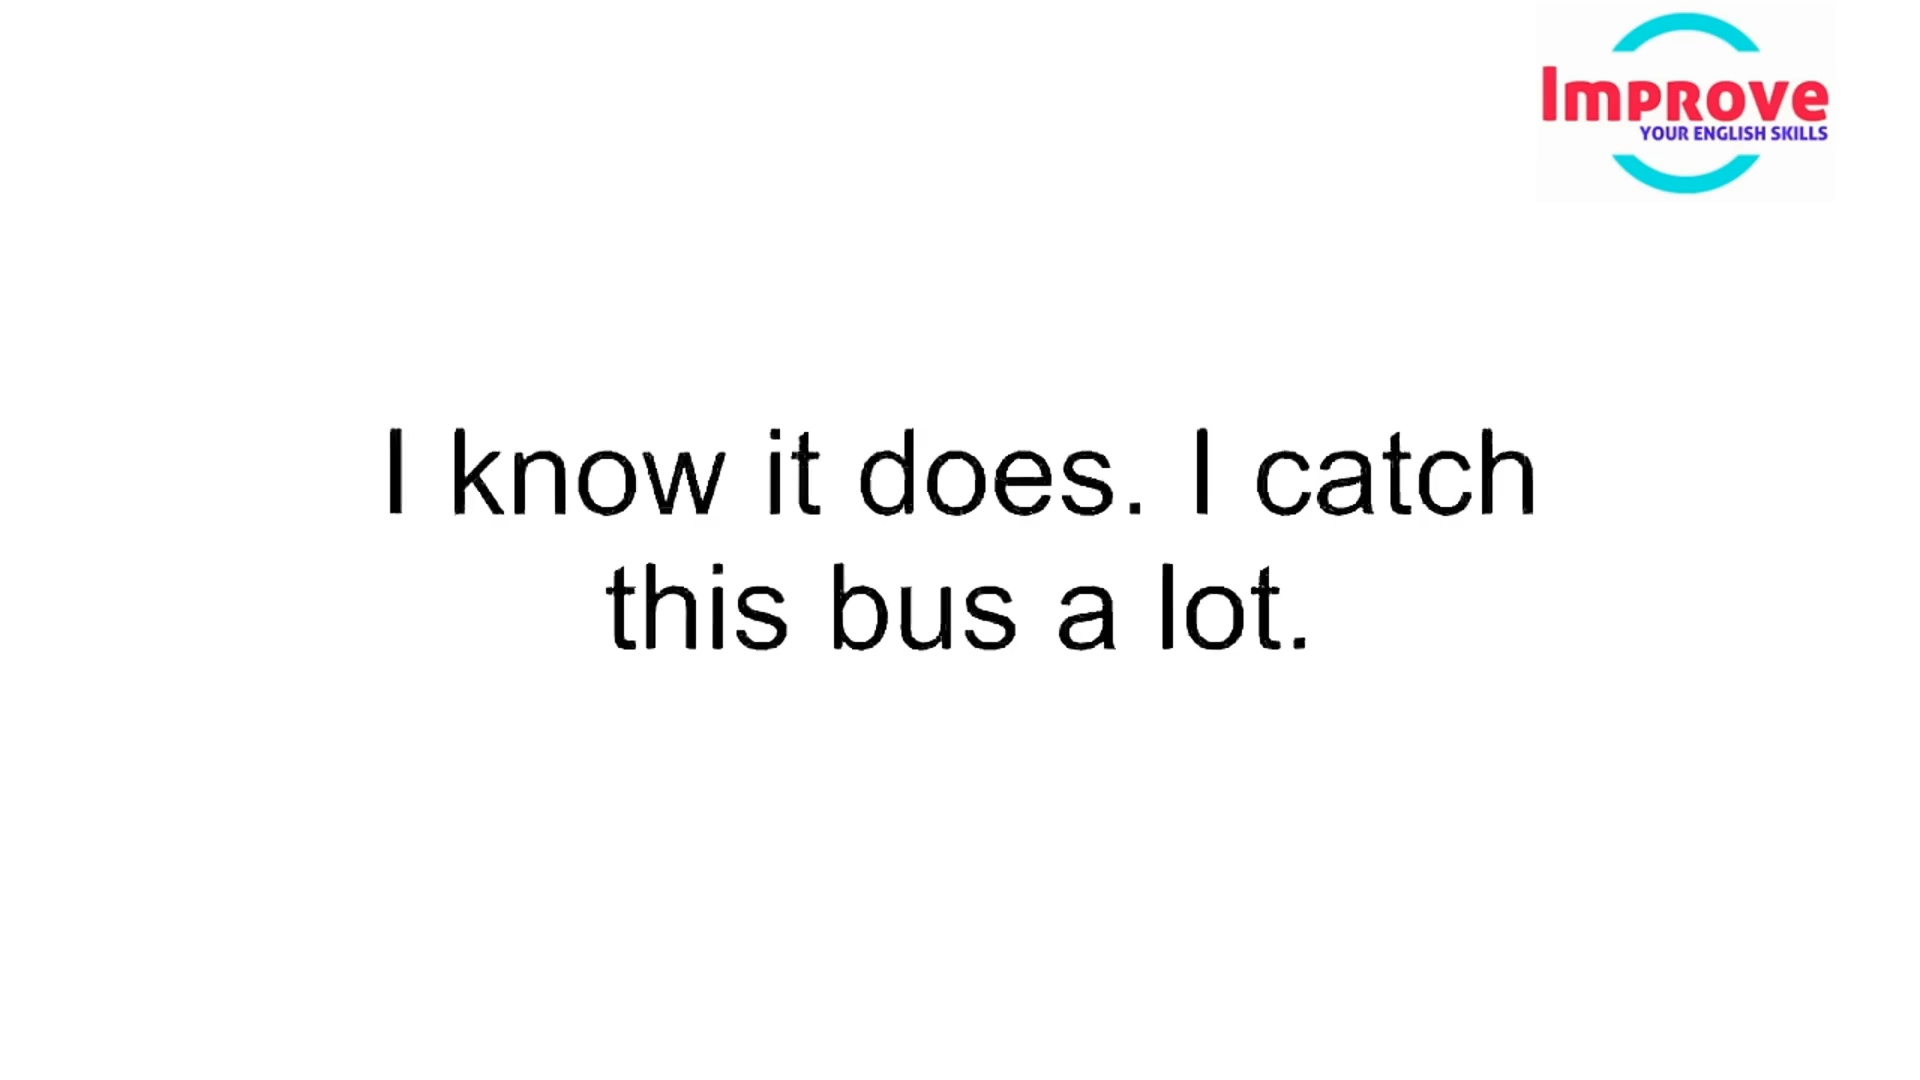 Improve
YOUR ENGLISH SKILLS
I know it does. I catch
this bus a lot.